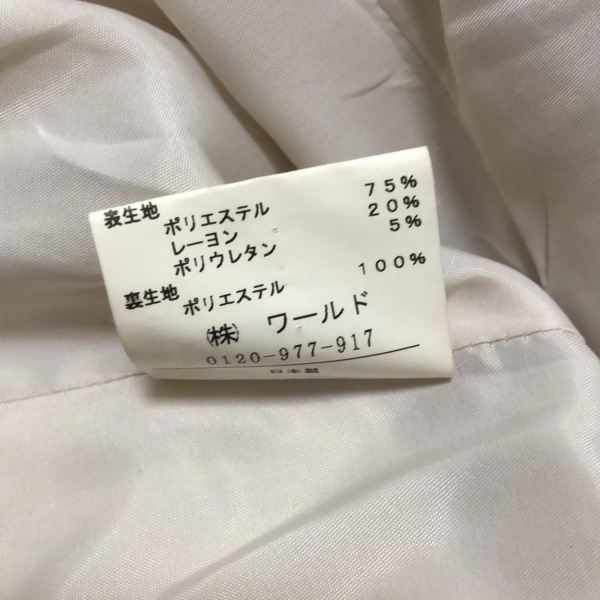 表生地 ポリエステル 75%
レーヨン 20%
ポリウレタン 5%
裏生地 ポリエステル 100%
㈱ ワールド
0120-977-917
日本製